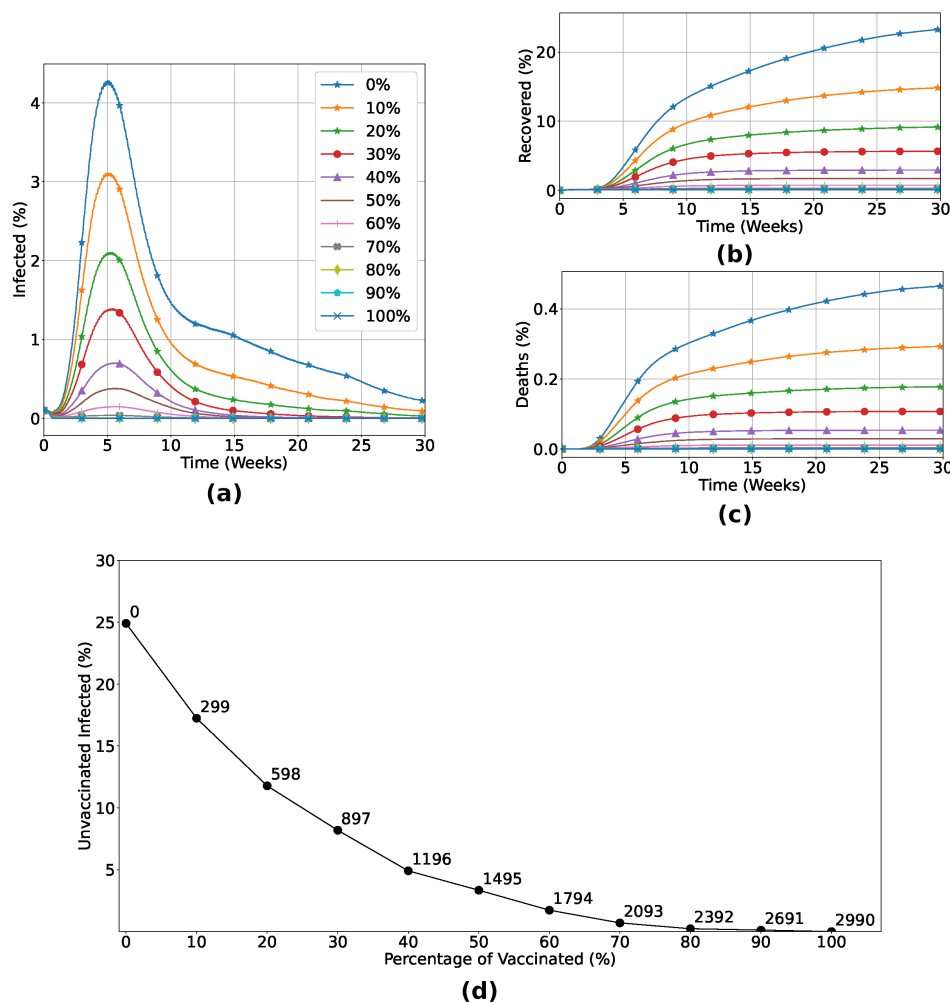 4
3
2
1
0
Infected (%)
0%
10%
20%
30%
40%
50%
60%
70%
80%
90%
100%
0 5 10 15 20 25 30
Time (Weeks)
(a)
20
10
0
Recovered (%)
0 5 10 15 20 25 30
Time (Weeks)
(b)
0.4
0.2
0.0
Deaths (%)
0 5 10 15 20 25 30
Time (Weeks)
(c)
30
25
20
15
10
5
Unvaccinated Infected (%)
0
299
598
897
1196
1495
1794
2093
2392
2691
2990
0 10 20 30 40 50 60 70 80 90 100
Percentage of Vaccinated (%)
(d)